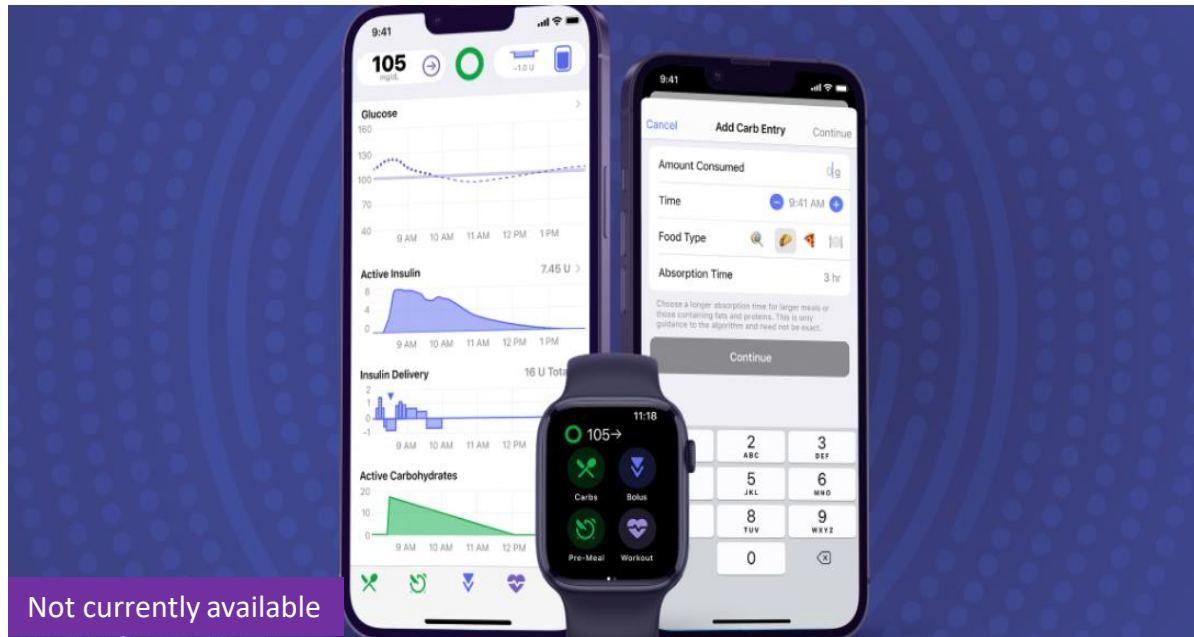 9:41
105
mg/dL
-1.0 U
Glucose
160
130
100
70
40
9 AM 10 AM 11 AM 12 PM 1 PM
Active Insulin 7.45 U
8
4
0
9 AM 10 AM 11 AM 12 PM 1 PM
Insulin Delivery 16 U Total
2
1
0
-1
9 AM 10 AM 11 AM 12 PM
Active Carbohydrates
20
10
0
9 AM 10 AM 11 AM 12 PM
9:41
Cancel Add Carb Entry Continue
Amount Consumed 0 g
Time 9:41 AM
Food Type
Absorption Time 3 hr
Choose a longer absorption time for larger meals or
those containing fats and proteins. This is only
guidance to the algorithm and need not be exact.
Continue
2 3
ABC DEF
5 6
JKL MNO
8 9
TUV WXYZ
0
11:18
105→
Carbs Bolus
Pre-Meal Workout
Not currently available